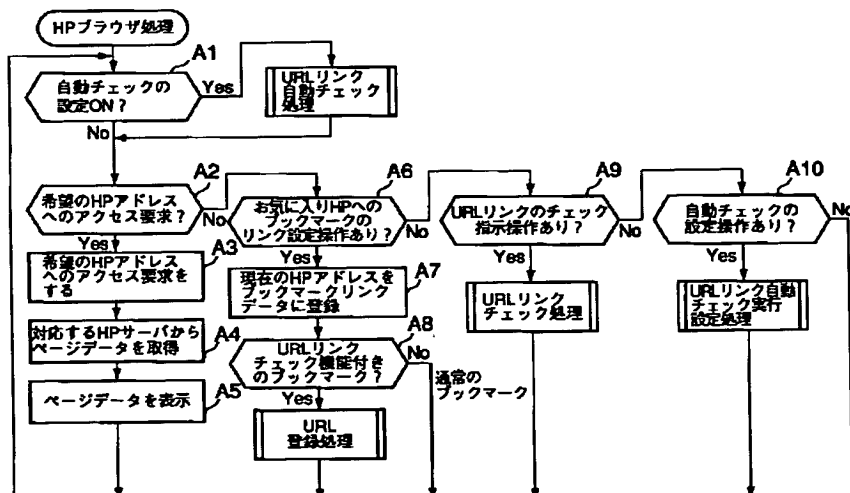 HPブラウザ処理
A1
自動チェックの
設定ON?
Yes
No
URLリンク
自動チェック
処理
A2
希望のHPアドレス
へのアクセス要求?
Yes
No
A3
希望のHPアドレス
へのアクセス要求を
する
A4
対応するHPサーバから
ページデータを取得
A5
ページデータを表示
A6
お気に入りHPへの
ブックマークの
リンク設定操作あり?
Yes
No
A7
現在のHPアドレスを
ブックマークリンク
データに登録
A8
URLリンク
チェック機能付き
のブックマーク?
Yes
No
通常の
ブックマーク
URL
登録処理
A9
URLリンクのチェック
指示操作あり?
Yes
No
URLリンク
チェック処理
A10
自動チェックの
設定操作あり?
Yes
No
URLリンク自動
チェック実行
設定処理